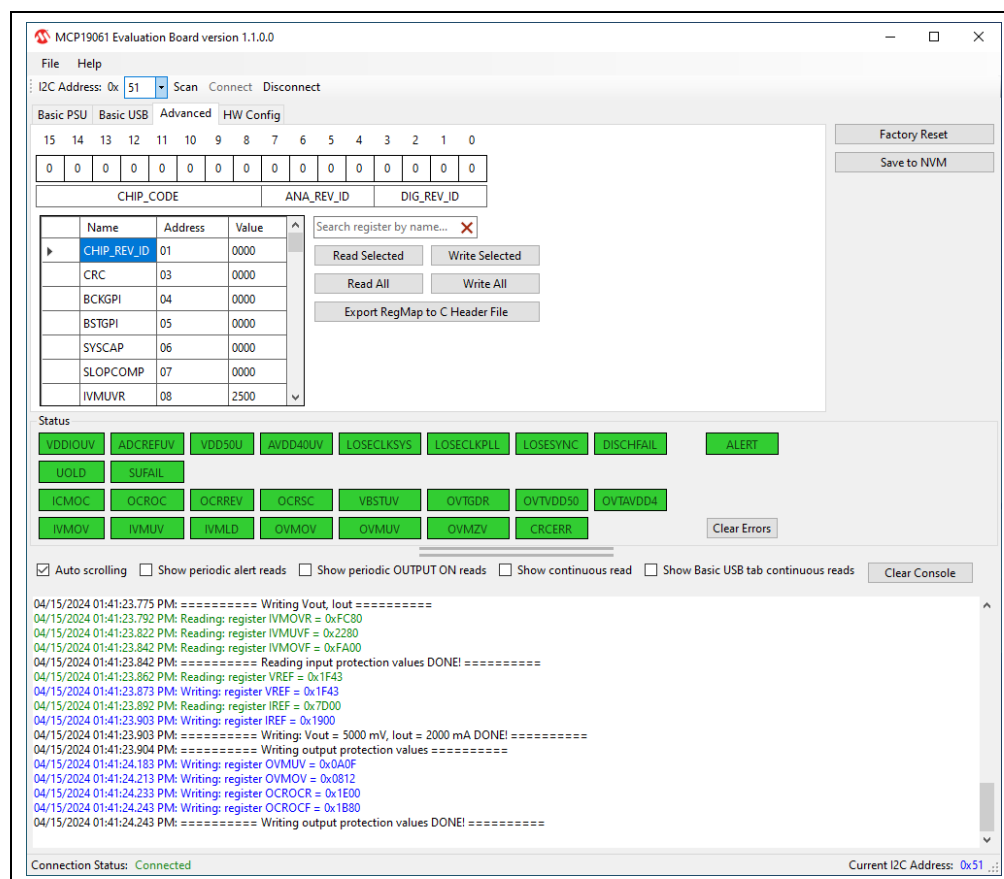 MCP19061 Evaluation Board version 1.1.0.0
File Help
I2C Address: 0x 51 Scan Connect Disconnect
Basic PSU Basic USB Advanced HW Config
15 14 13 12 11 10 9 8 7 6 5 4 3 2 1 0
0 0 0 0 0 0 0 0 0 0 0 0 0 0 0 0
CHIP_CODE ANA_REV_ID DIG_REV_ID
Factory Reset
Save to NVM
Name Address Value
CHIP_REV_ID 01 0000
CRC 03 0000
BCKGPI 04 0000
BSTGPI 05 0000
SYSCAP 06 0000
SLOPCOMP 07 0000
IVMUVR 08 2500
Search register by name...
Read Selected Write Selected
Read All Write All
Export RegMap to C Header File
Status
VDDIOUV ADCREFUV VDD50U AVDD40UV LOSECLKSYS LOSECLKPLL LOSESYNC DISCHFAIL ALERT
UOLD SUFAIL
ICMOC OCROC OCRREV OCRSC VBSTUV OVTGDR OVTVDD50 OVTAVDD4
IVMOV IVMUV IVMLD OVMOV OVMUV OVMZV CRCERR Clear Errors
Auto scrolling Show periodic alert reads Show periodic OUTPUT ON reads Show continuous read Show Basic USB tab continuous reads Clear Console
04/15/2024 01:41:23.775 PM: ========== Writing Vout, Iout ==========
04/15/2024 01:41:23.792 PM: Reading: register IVMOVR = 0xFC80
04/15/2024 01:41:23.822 PM: Reading: register IVMUVF = 0x2280
04/15/2024 01:41:23.842 PM: Reading: register IVMOVF = 0xFA00
04/15/2024 01:41:23.842 PM: ========== Reading input protection values DONE! ==========
04/15/2024 01:41:23.862 PM: Reading: register VREF = 0x1F43
04/15/2024 01:41:23.873 PM: Writing: register VREF = 0x1F43
04/15/2024 01:41:23.892 PM: Reading: register IREF = 0x7D00
04/15/2024 01:41:23.903 PM: Writing: register IREF = 0x1900
04/15/2024 01:41:23.903 PM: ========== Writing: Vout = 5000 mV, Iout = 2000 mA DONE! ==========
04/15/2024 01:41:23.904 PM: ========== Writing output protection values ==========
04/15/2024 01:41:24.183 PM: Writing: register OVMUV = 0x0A0F
04/15/2024 01:41:24.213 PM: Writing: register OVMOV = 0x0812
04/15/2024 01:41:24.233 PM: Writing: register OCROCR = 0x1E00
04/15/2024 01:41:24.243 PM: Writing: register OCROCF = 0x1B80
04/15/2024 01:41:24.243 PM: ========== Writing output protection values DONE! ==========
Connection Status: Connected Current I2C Address: 0x51